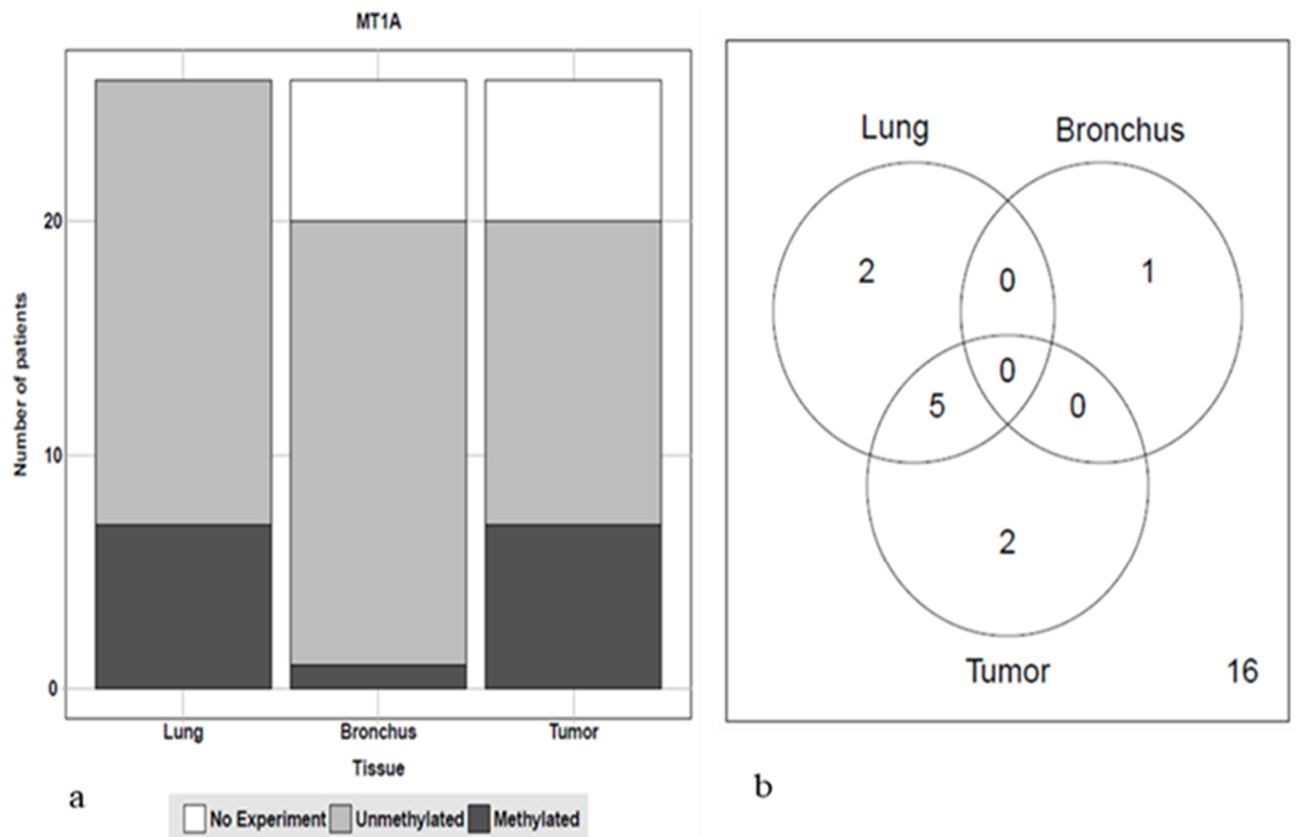 MT1A
Number of patients
20
10
0
Lung Bronchus Tumor
Tissue
No Experiment Unmethylated Methylated
a
Lung Bronchus
2 0 1
0
5 0
2
Tumor 16
b